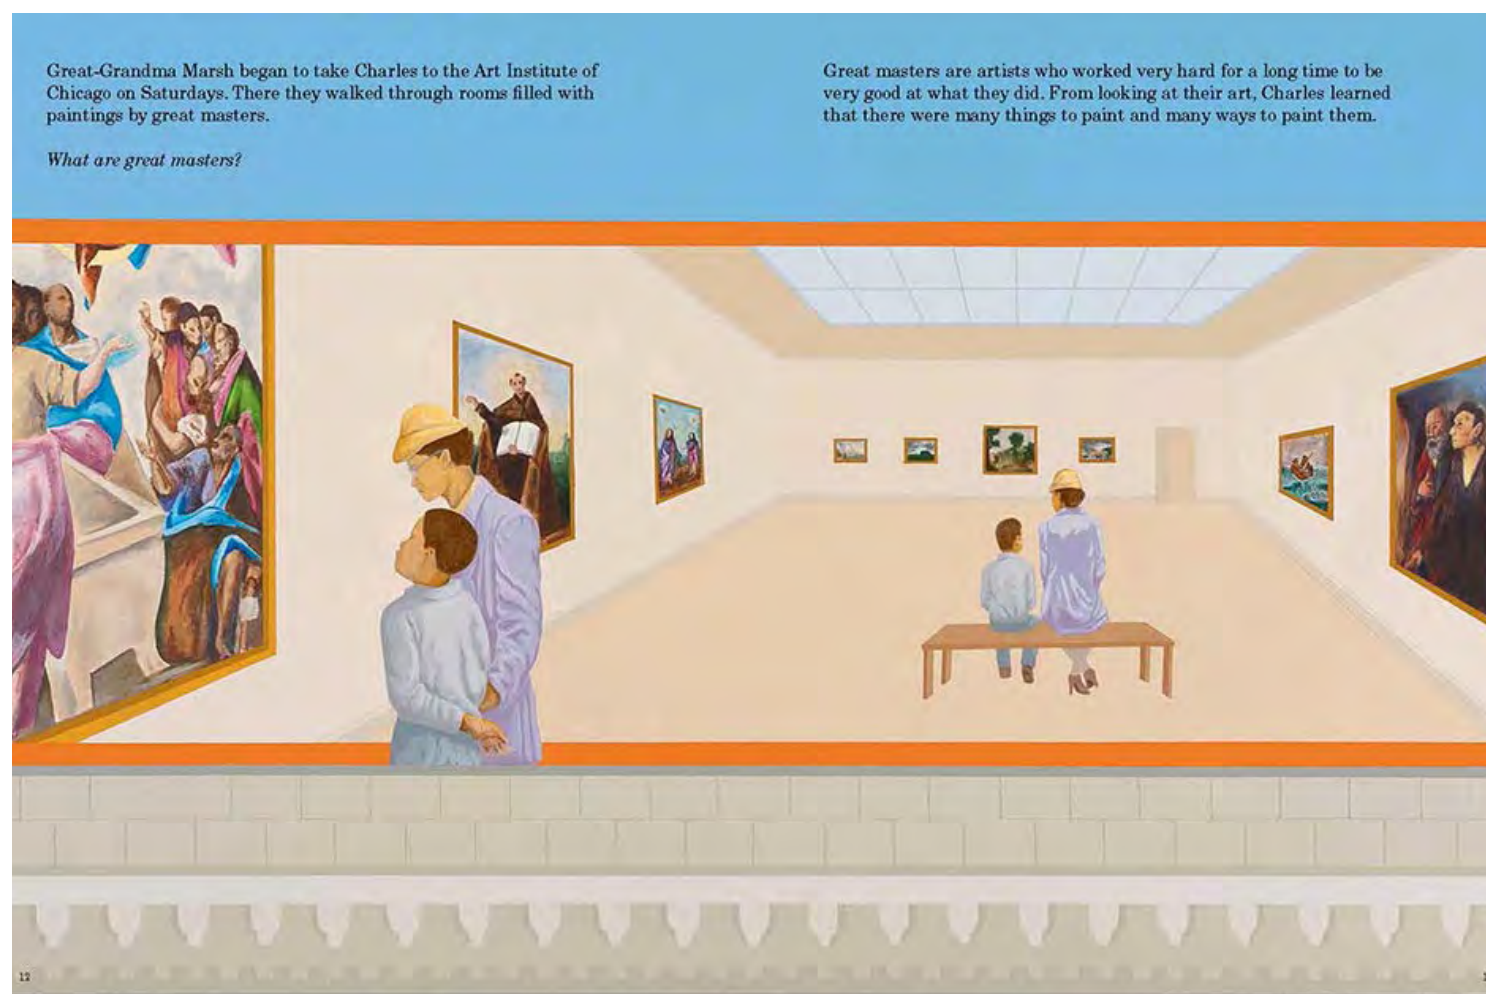 Great-Grandma Marsh began to take Charles to the Art Institute of
Chicago on Saturdays. There they walked through rooms filled with
paintings by great masters.
What are great masters?
Great masters are artists who worked very hard for a long time to be
very good at what they did. From looking at their art, Charles learned
that there were many things to paint and many ways to paint them.
12